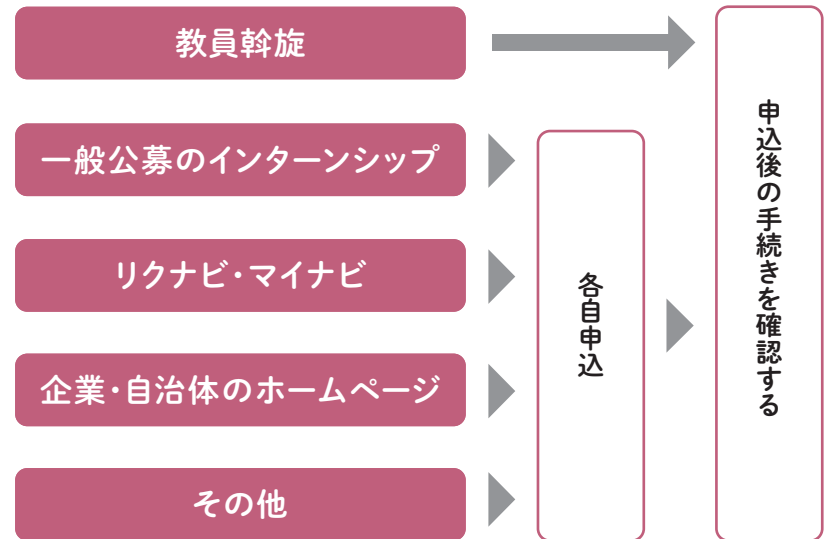 教員斡旋
一般公募のインターンシップ
リクナビ・マイナビ
企業・自治体のホームページ
その他
各自申込
申込後の手続きを確認する